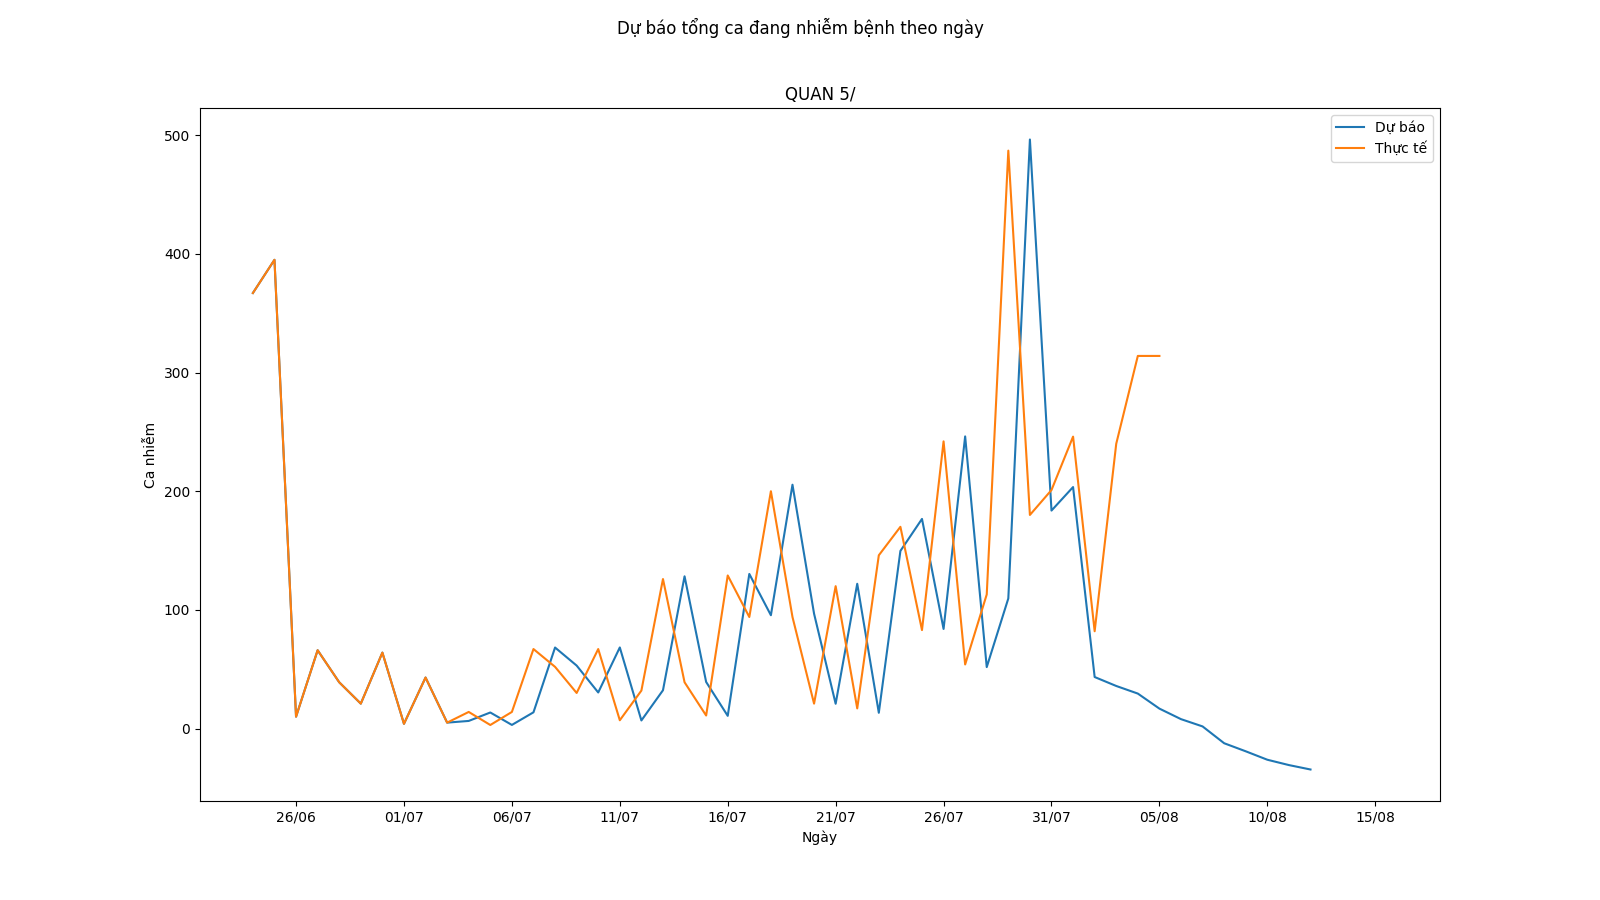 Dự báo tổng ca đang nhiễm bệnh theo ngày
QUAN 5/
Dự báo
Thực tế
Ca nhiễm
500
400
300
200
100
0
26/06 01/07 06/07 11/07 16/07 21/07 26/07 31/07 05/08 10/08 15/08
Ngày